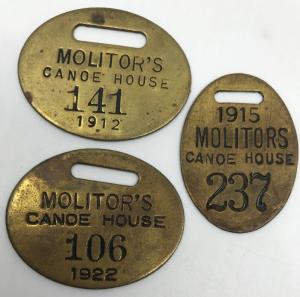 MOLITOR'S
CANOE HOUSE
141
1912
1915
MOLITORS
CANOE HOUSE
237
MOLITOR'S
CANOE HOUSE
106
1922